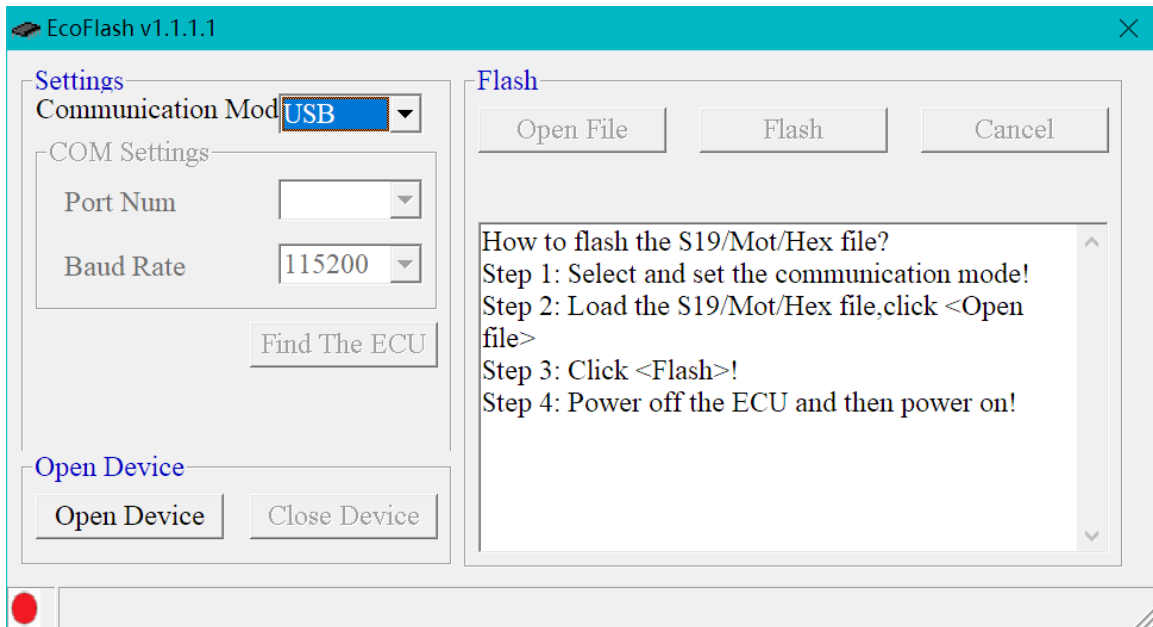 EcoFlash v1.1.1.1
Settings
Communication Mod
USB
COM Settings
Port Num
Baud Rate
115200
Find The ECU
Open Device
Open Device
Close Device
Flash
Open File
Flash
Cancel
How to flash the S19/Mot/Hex file?
Step 1: Select and set the communication mode!
Step 2: Load the S19/Mot/Hex file,click <Open
file>
Step 3: Click <Flash>!
Step 4: Power off the ECU and then power on!